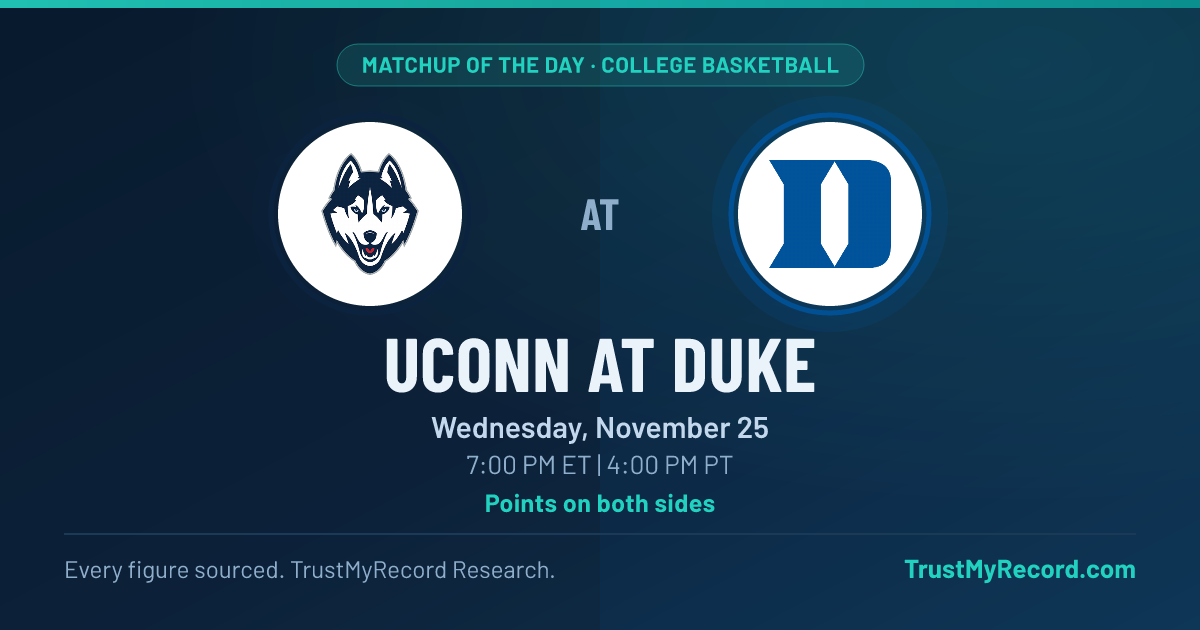 MATCHUP OF THE DAY · COLLEGE BASKETBALL
AT
D
UCONN AT DUKE
Wednesday, November 25
7:00 PM ET | 4:00 PM PT
Points on both sides
Every figure sourced. TrustMyRecord Research.
TrustMyRecord.com